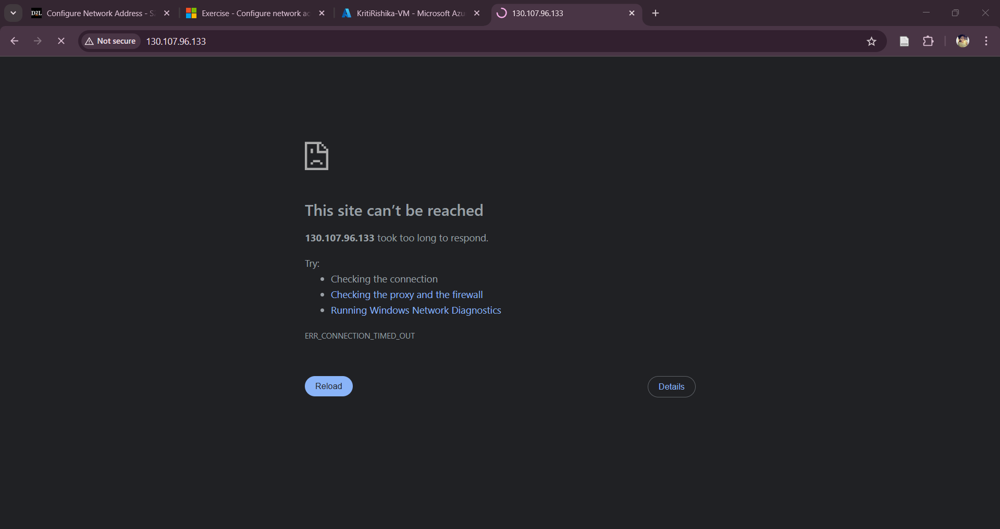 D2L Configure Network Address - S2
Exercise - Configure network ac
KritiRishika-VM - Microsoft Azu
130.107.96.133
Not secure 130.107.96.133
This site can’t be reached
130.107.96.133 took too long to respond.
Try:
Checking the connection
Checking the proxy and the firewall
Running Windows Network Diagnostics
ERR_CONNECTION_TIMED_OUT
Reload
Details